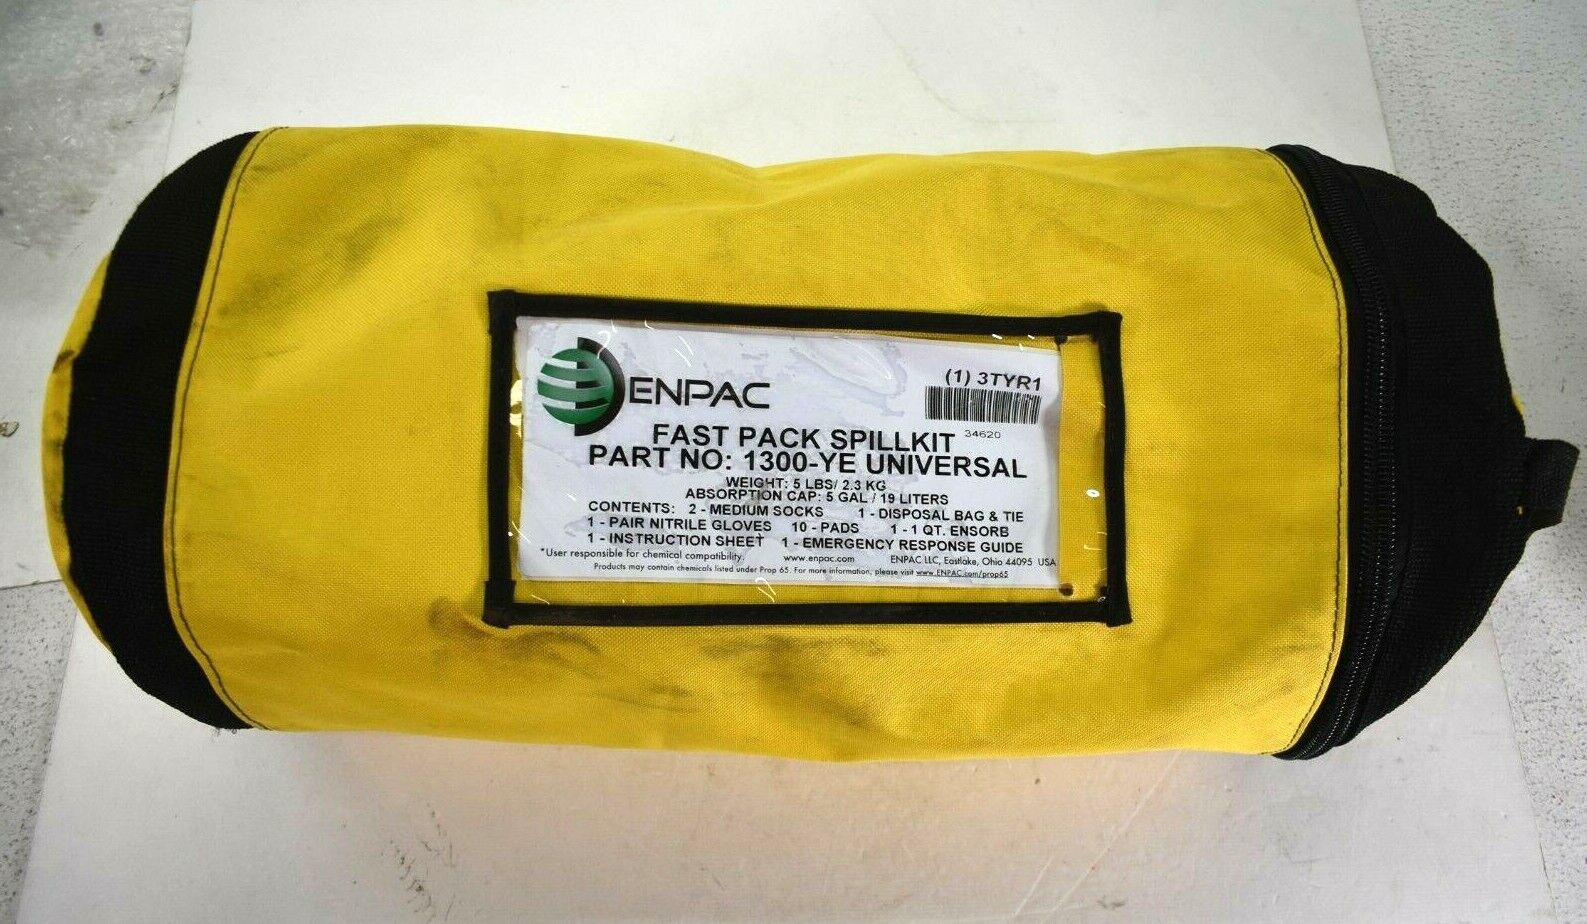 ENPAC
(1) 3TYR1
34620
FAST PACK SPILLKIT
PART NO: 1300-YE UNIVERSAL
WEIGHT: 5 LBS/ 2.3 KG
ABSORPTION CAP: 5 GAL / 19 LITERS
CONTENTS: 2 - MEDIUM SOCKS 1 - DISPOSAL BAG & TIE
1 - PAIR NITRILE GLOVES 10 - PADS 1 - 1 QT. ENSORB
1 - INSTRUCTION SHEET 1 - EMERGENCY RESPONSE GUIDE
*User responsible for chemical compatibility. www.enpac.com ENPAC LLC, Eastlake, Ohio 44095 USA
Products may contain chemicals listed under Prop 65. For more information, please visit www.ENPAC.com/prop65